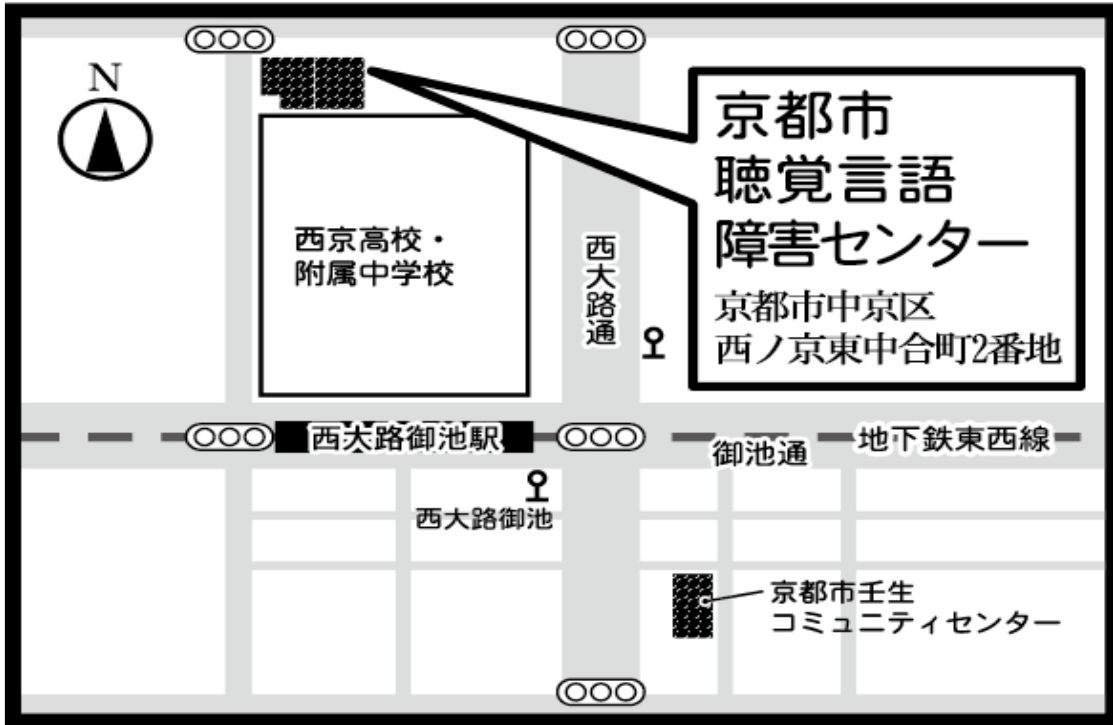 N
京都市
聴覚言語
障害センター
京都市中京区
西ノ京東中合町2番地
西京高校・
附属中学校
西大路通
西大路御池駅
御池通
地下鉄東西線
西大路御池
京都市壬生
コミュニティセンター